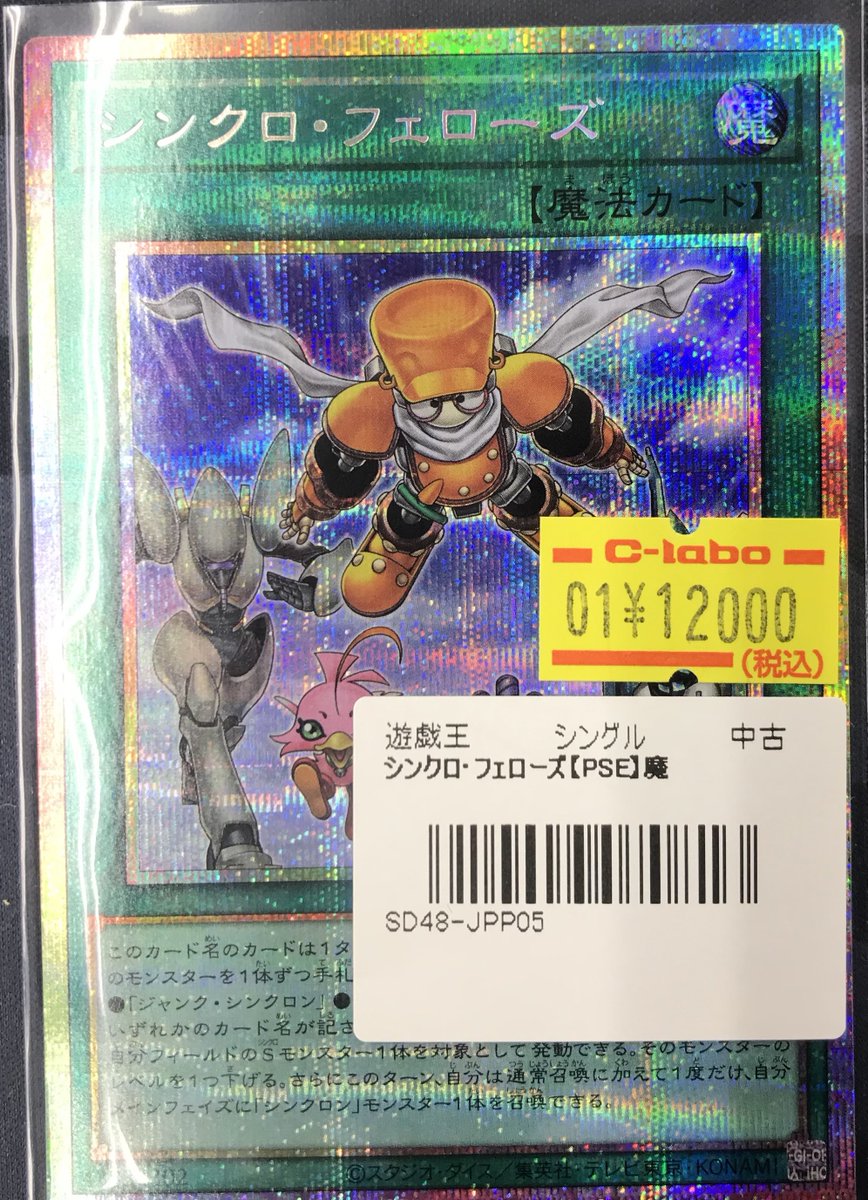 シンクロ・フェローズ
魔
【魔法カード】
C-labo
01¥12000
(税込)
遊戯王 シングル 中古
シンクロ・フェローズ【PSE】魔
SD48-JPP05
このカード名のカードは1タ
のモンスターを1体ずつ手札
●「ジャンク・シンクロン」●
いずれかのカード名が記さ
自分フィールドのSモンスター1体を対象として発動できる。そのモンスターの
レベルを1つ下げる。さらにこのターン、自分は通常召喚に加えて1度だけ、自分
メインフェイズに「シンクロン」モンスター1体を召喚できる。
©スタジオ・ダイス/集英社・テレビ東京・KONAMI